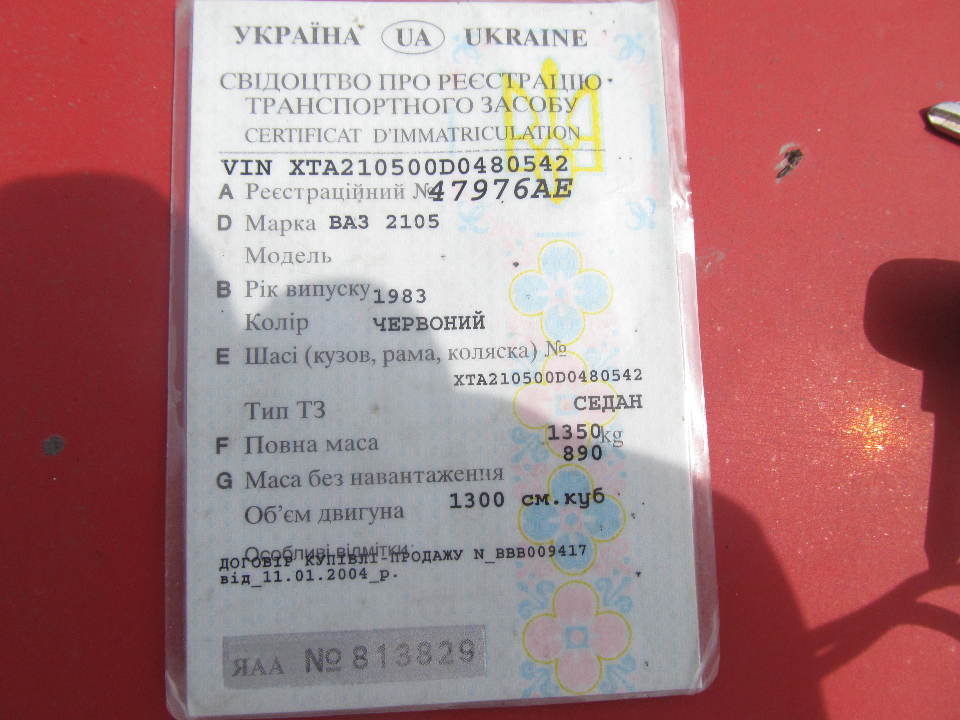 УКРАЇНА UA UKRAINE
СВІДОЦТВО ПРО РЕЄСТРАЦІЮ
ТРАНСПОРТНОГО ЗАСОБУ
CERTIFICAT D'IMMATRICULATION
VIN XTA210500D0480542
A Реєстраційний № 47976АЕ
D Марка ВАЗ 2105
Модель
B Рік випуску 1983
Колір ЧЕРВОНИЙ
E Шасі (кузов, рама, коляска) №
XTA210500D0480542
Тип ТЗ СЕДАН
F Повна маса 1350 kg
G Маса без навантаження 890
Об'єм двигуна 1300 см.куб
Особливі відмітки
ДОГОВІР КУПІВЛІ-ПРОДАЖУ N_ВВВ009417
від_11.01.2004_р.
ЯАА № 813829